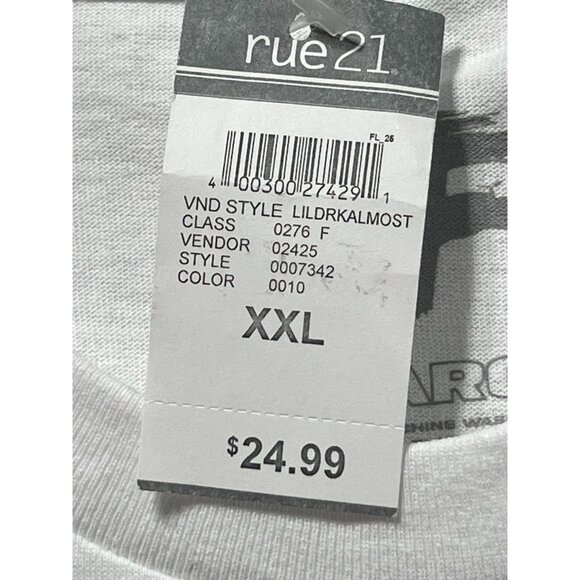 rue21
FL_25
4 00300 27429 1
VND STYLE LILDRKALMOST
CLASS 0276 F
VENDOR 02425
STYLE 0007342
COLOR 0010
XXL
$24.99